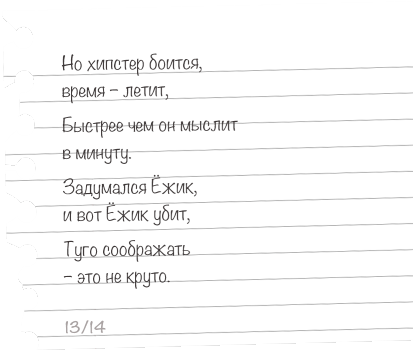 Но хипстер боится,
время – летит,
Быстрее чем он мыслит
в минуту.
Задумался Ёжик,
и вот Ёжик убит,
Туго соображать
– это не круто.
13/14